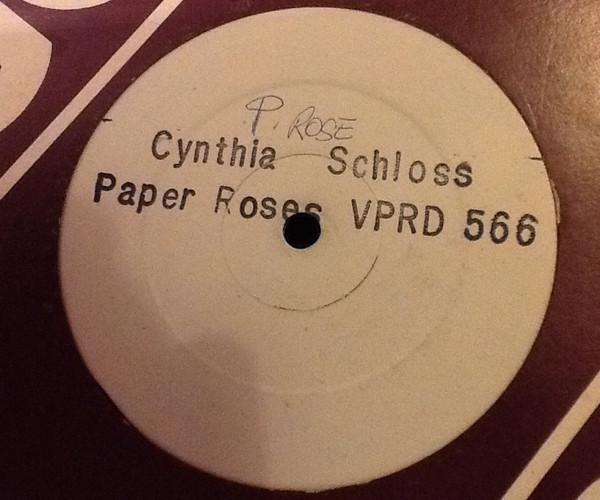 P. ROSE
Cynthia Schloss
Paper Roses VPRD 566